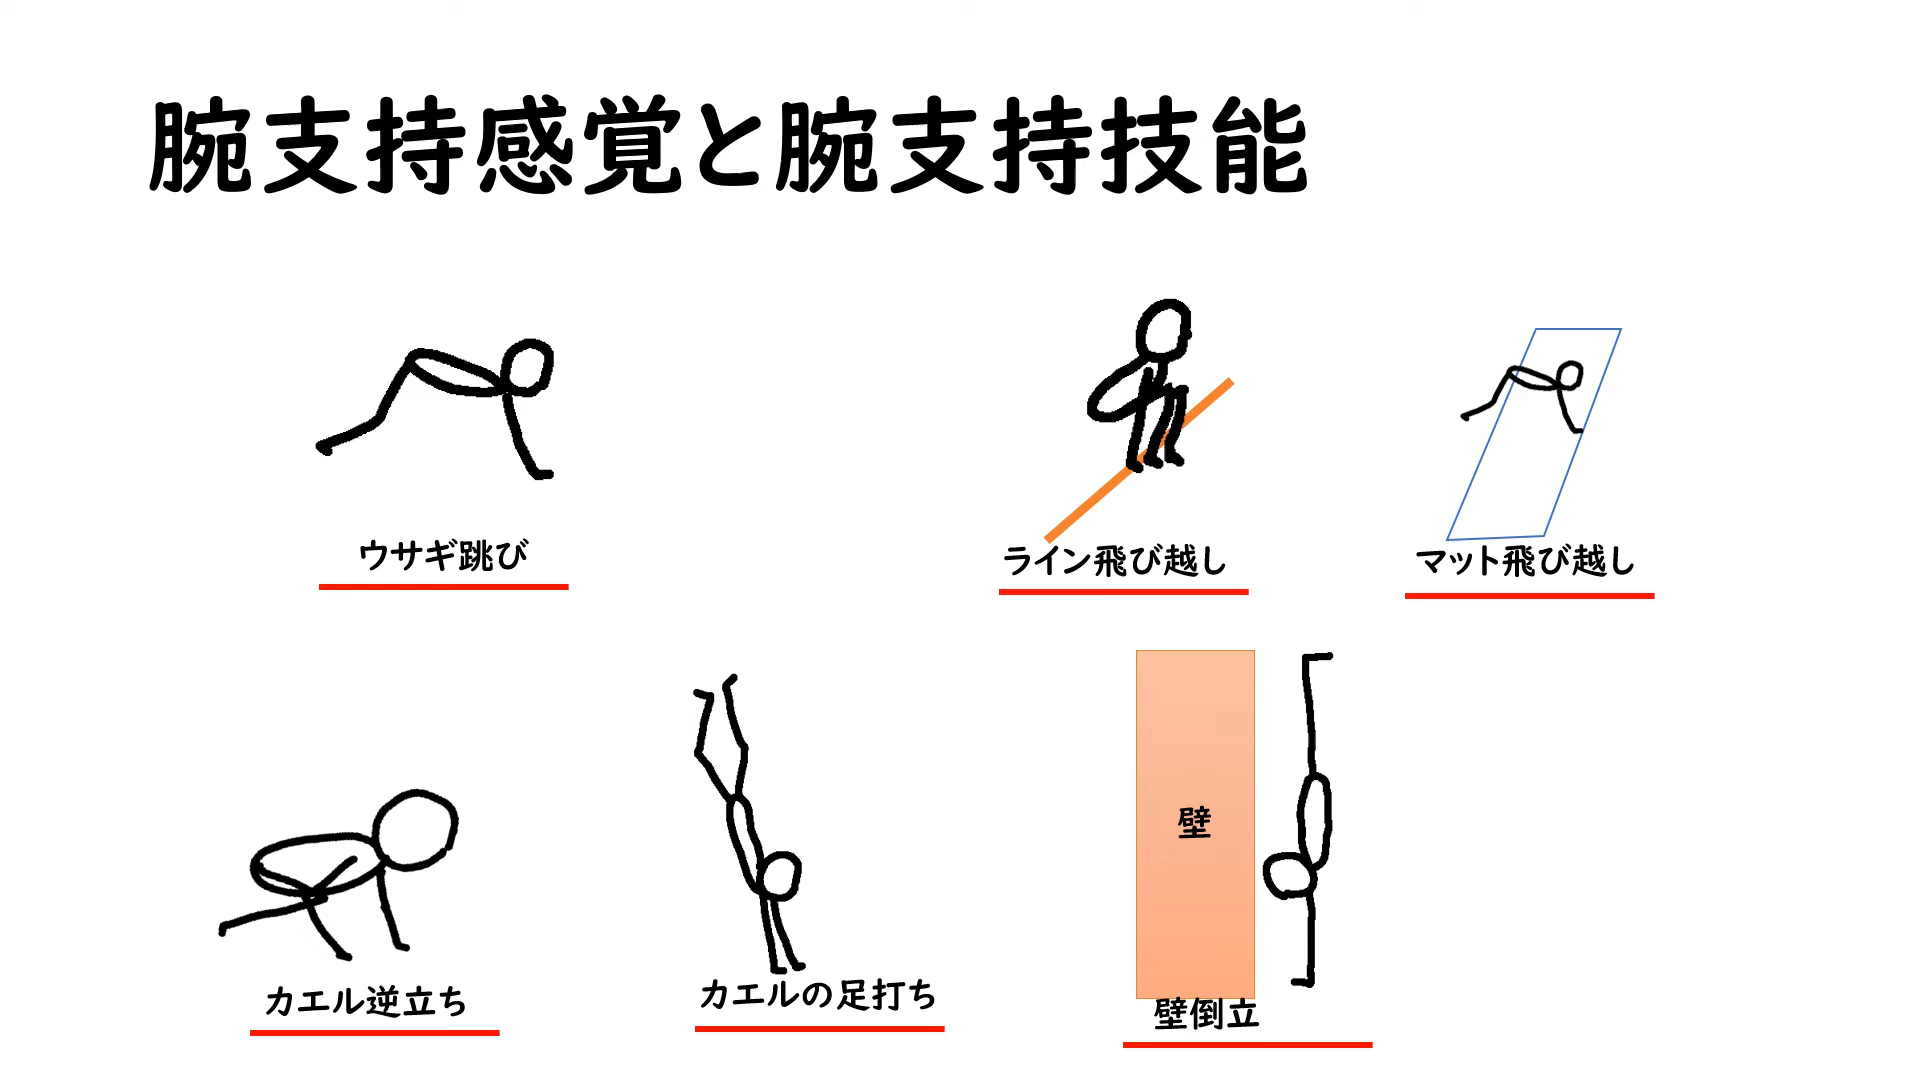 腕支持感覚と腕支持技能
ウサギ跳び
ライン飛び越し
マット飛び越し
カエル逆立ち
カエルの足打ち
壁
壁倒立